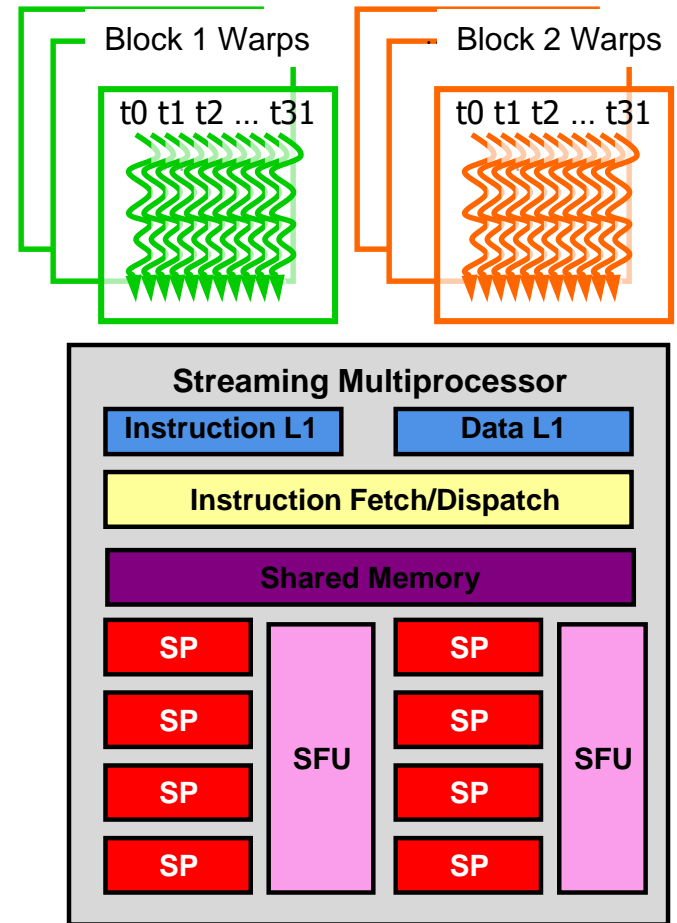 Block 1 Warps
Block 2 Warps
t0 t1 t2 … t31
t0 t1 t2 … t31
Streaming Multiprocessor
Instruction L1
Data L1
Instruction Fetch/Dispatch
Shared Memory
SP
SP
SP
SP
SFU
SFU
SP
SP
SP
SP